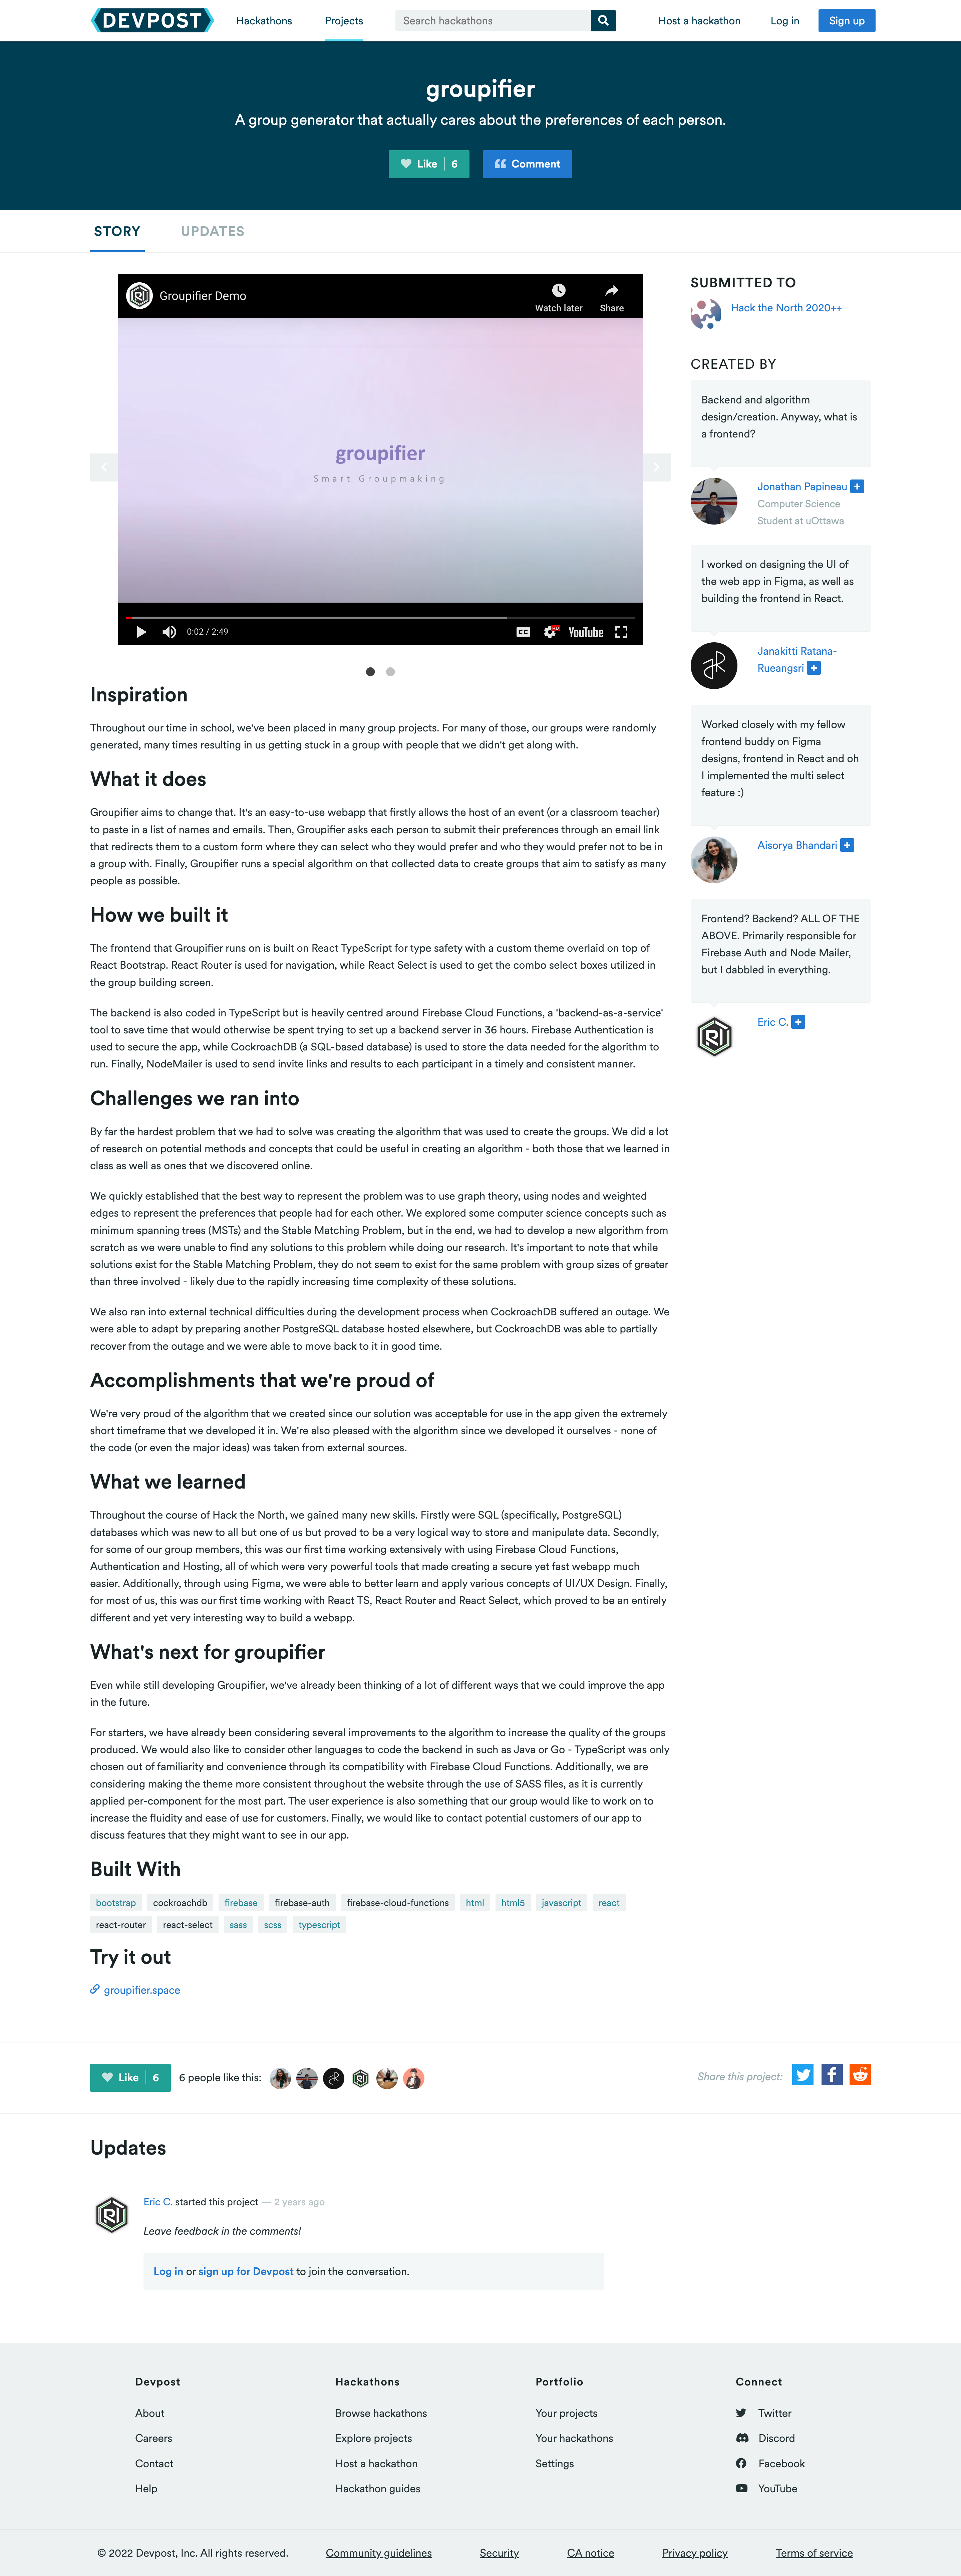 DEVPOST
Hackathons
Projects
Search hackathons
Host a hackathon
Log in
Sign up
groupifier
A group generator that actually cares about the preferences of each person.
Like 6
Comment
STORY
UPDATES
Groupifier Demo
Watch later
Share
groupifier
Smart Groupmaking
0:02 / 2:49
CC
HD
YouTube
Inspiration
Throughout our time in school, we've been placed in many group projects. For many of those, our groups were randomly
generated, many times resulting in us getting stuck in a group with people that we didn't get along with.
What it does
Groupifier aims to change that. It's an easy-to-use webapp that firstly allows the host of an event (or a classroom teacher)
to paste in a list of names and emails. Then, Groupifier asks each person to submit their preferences through an email link
that redirects them to a custom form where they can select who they would prefer and who they would prefer not to be in
a group with. Finally, Groupifier runs a special algorithm on that collected data to create groups that aim to satisfy as many
people as possible.
How we built it
The frontend that Groupifier runs on is built on React TypeScript for type safety with a custom theme overlaid on top of
React Bootstrap. React Router is used for navigation, while React Select is used to get the combo select boxes utilized in
the group building screen.
The backend is also coded in TypeScript but is heavily centred around Firebase Cloud Functions, a 'backend-as-a-service'
tool to save time that would otherwise be spent trying to set up a backend server in 36 hours. Firebase Authentication is
used to secure the app, while CockroachDB (a SQL-based database) is used to store the data needed for the algorithm to
run. Finally, NodeMailer is used to send invite links and results to each participant in a timely and consistent manner.
Challenges we ran into
By far the hardest problem that we had to solve was creating the algorithm that was used to create the groups. We did a lot
of research on potential methods and concepts that could be useful in creating an algorithm - both those that we learned in
class as well as ones that we discovered online.
We quickly established that the best way to represent the problem was to use graph theory, using nodes and weighted
edges to represent the preferences that people had for each other. We explored some computer science concepts such as
minimum spanning trees (MSTs) and the Stable Matching Problem, but in the end, we had to develop a new algorithm from
scratch as we were unable to find any solutions to this problem while doing our research. It's important to note that while
solutions exist for the Stable Matching Problem, they do not seem to exist for the same problem with group sizes of greater
than three involved - likely due to the rapidly increasing time complexity of these solutions.
We also ran into external technical difficulties during the development process when CockroachDB suffered an outage. We
were able to adapt by preparing another PostgreSQL database hosted elsewhere, but CockroachDB was able to partially
recover from the outage and we were able to move back to it in good time.
Accomplishments that we're proud of
We're very proud of the algorithm that we created since our solution was acceptable for use in the app given the extremely
short timeframe that we developed it in. We're also pleased with the algorithm since we developed it ourselves - none of
the code (or even the major ideas) was taken from external sources.
What we learned
Throughout the course of Hack the North, we gained many new skills. Firstly were SQL (specifically, PostgreSQL)
databases which was new to all but one of us but proved to be a very logical way to store and manipulate data. Secondly,
for some of our group members, this was our first time working extensively with using Firebase Cloud Functions,
Authentication and Hosting, all of which were very powerful tools that made creating a secure yet fast webapp much
easier. Additionally, through using Figma, we were able to better learn and apply various concepts of UI/UX Design. Finally,
for most of us, this was our first time working with React TS, React Router and React Select, which proved to be an entirely
different and yet very interesting way to build a webapp.
What's next for groupifier
Even while still developing Groupifier, we've already been thinking of a lot of different ways that we could improve the app
in the future.
For starters, we have already been considering several improvements to the algorithm to increase the quality of the groups
produced. We would also like to consider other languages to code the backend in such as Java or Go - TypeScript was only
chosen out of familiarity and convenience through its compatibility with Firebase Cloud Functions. Additionally, we are
considering making the theme more consistent throughout the website through the use of SASS files, as it is currently
applied per-component for the most part. The user experience is also something that our group would like to work on to
increase the fluidity and ease of use for customers. Finally, we would like to contact potential customers of our app to
discuss features that they might want to see in our app.
Built With
bootstrap cockroachdb firebase firebase-auth firebase-cloud-functions html html5 javascript react
react-router react-select sass scss typescript
Try it out
groupifier.space
SUBMITTED TO
Hack the North 2020++
CREATED BY
Backend and algorithm
design/creation. Anyway, what is
a frontend?
Jonathan Papineau
Computer Science
Student at uOttawa
I worked on designing the UI of
the web app in Figma, as well as
building the frontend in React.
Janakitti Ratana-
Rueangsri
Worked closely with my fellow
frontend buddy on Figma
designs, frontend in React and oh
I implemented the multi select
feature :)
Aisorya Bhandari
Frontend? Backend? ALL OF THE
ABOVE. Primarily responsible for
Firebase Auth and Node Mailer,
but I dabbled in everything.
Eric C.
Like 6
6 people like this:
Share this project:
Updates
Eric C. started this project — 2 years ago
Leave feedback in the comments!
Log in or sign up for Devpost to join the conversation.
Devpost
About
Careers
Contact
Help
Hackathons
Browse hackathons
Explore projects
Host a hackathon
Hackathon guides
Portfolio
Your projects
Your hackathons
Settings
Connect
Twitter
Discord
Facebook
YouTube
© 2022 Devpost, Inc. All rights reserved.
Community guidelines
Security
CA notice
Privacy policy
Terms of service